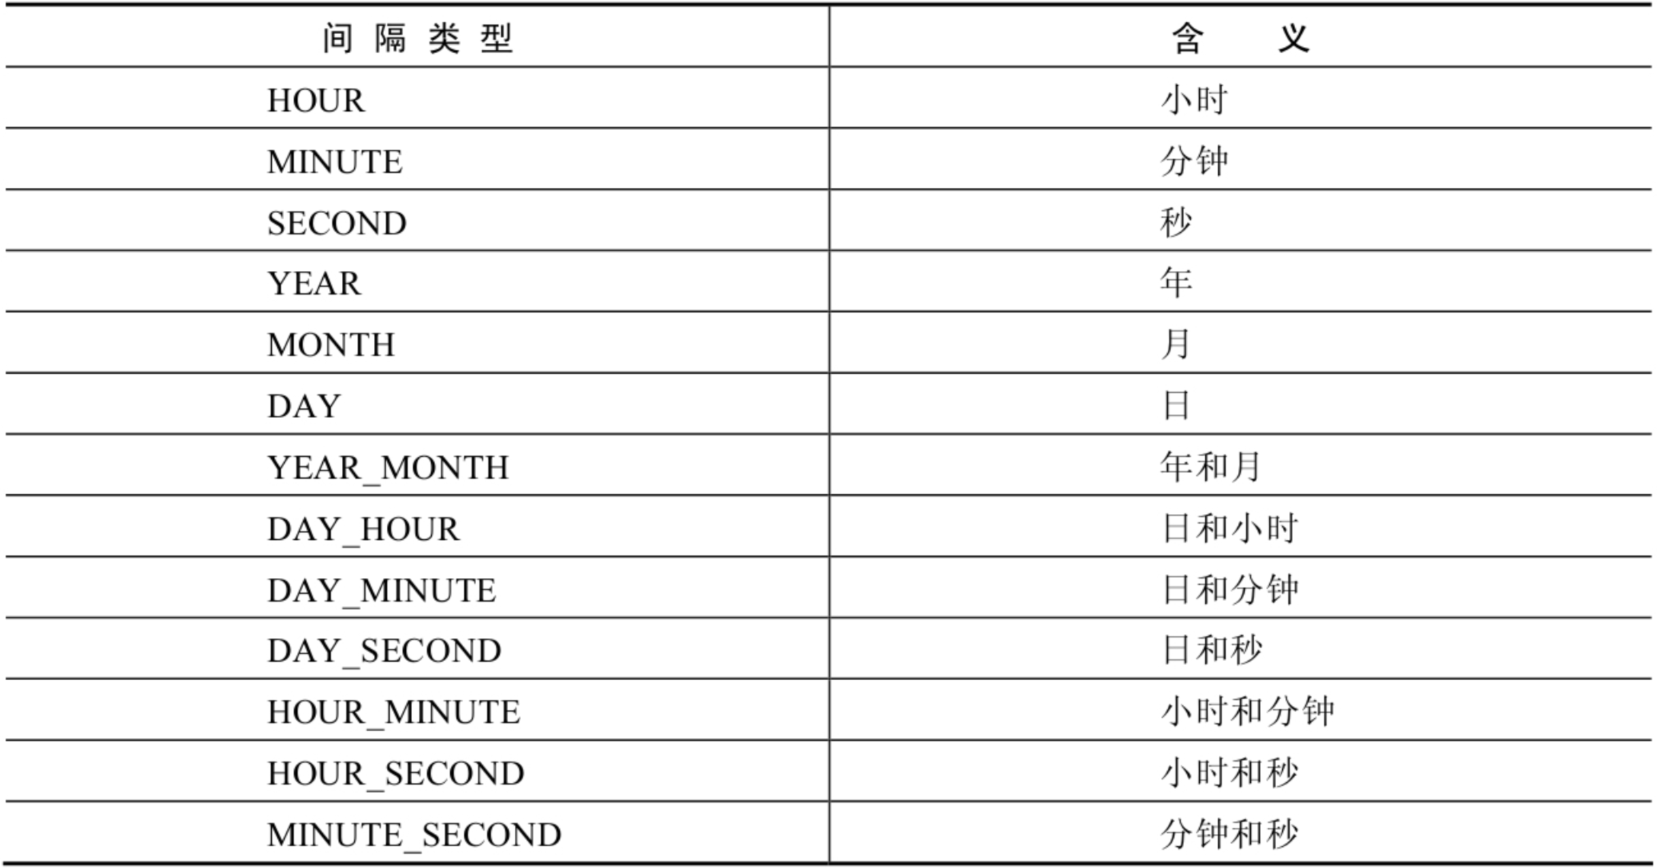 间隔类型 含义
HOUR 小时
MINUTE 分钟
SECOND 秒
YEAR 年
MONTH 月
DAY 日
YEAR_MONTH 年和月
DAY_HOUR 日和小时
DAY_MINUTE 日和分钟
DAY_SECOND 日和秒
HOUR_MINUTE 小时和分钟
HOUR_SECOND 小时和秒
MINUTE_SECOND 分钟和秒